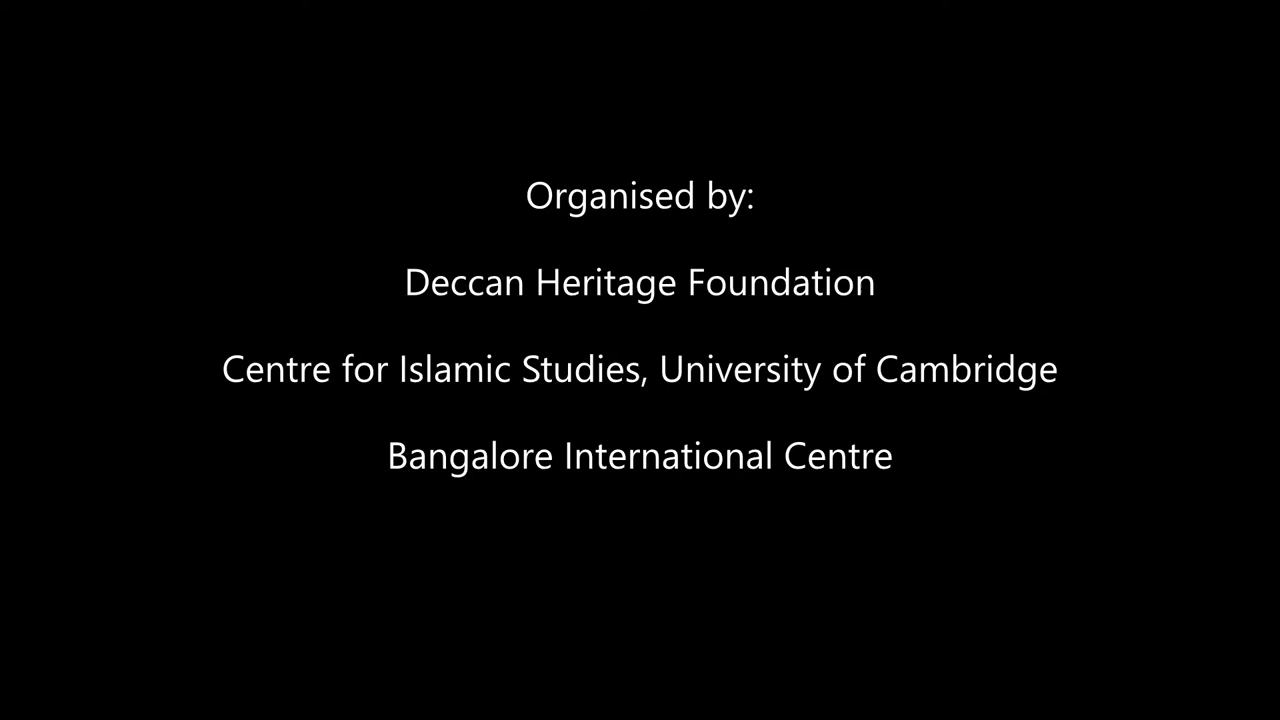 Organised by:
Deccan Heritage Foundation
Centre for Islamic Studies, University of Cambridge
Bangalore International Centre